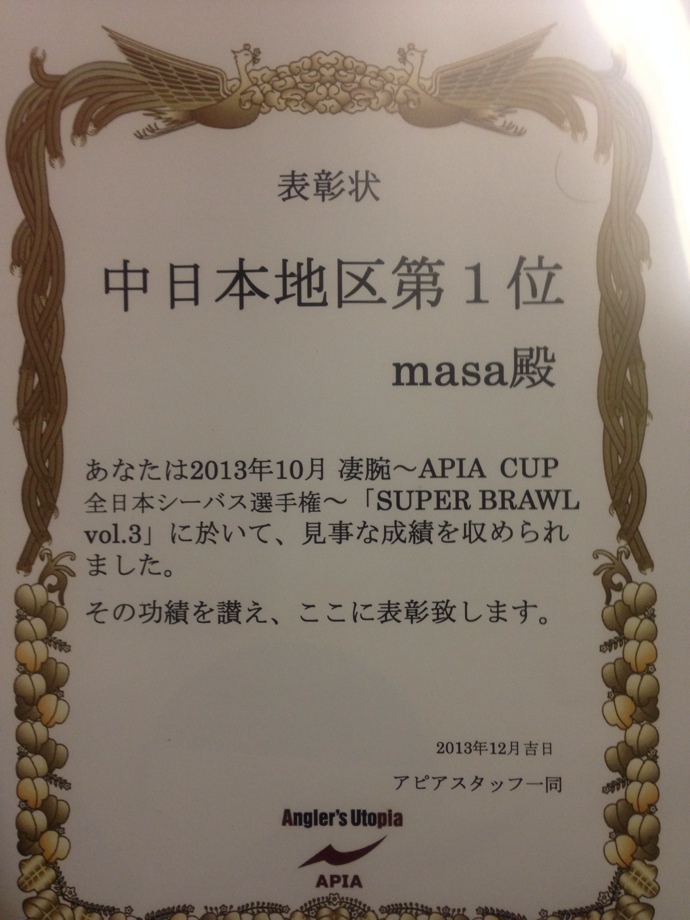 表彰状
中日本地区第１位
masa殿
あなたは2013年10月 凄腕～APIA CUP
全日本シーバス選手権～「SUPER BRAWL
vol.3」に於いて、見事な成績を収められ
ました。
その功績を讃え、ここに表彰致します。
2013年12月吉日
アピアスタッフ一同
Angler's Utopia
APIA